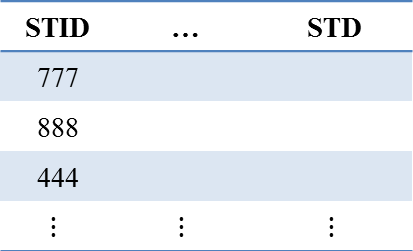 STID … STD
777
888
444
⋮ ⋮ ⋮